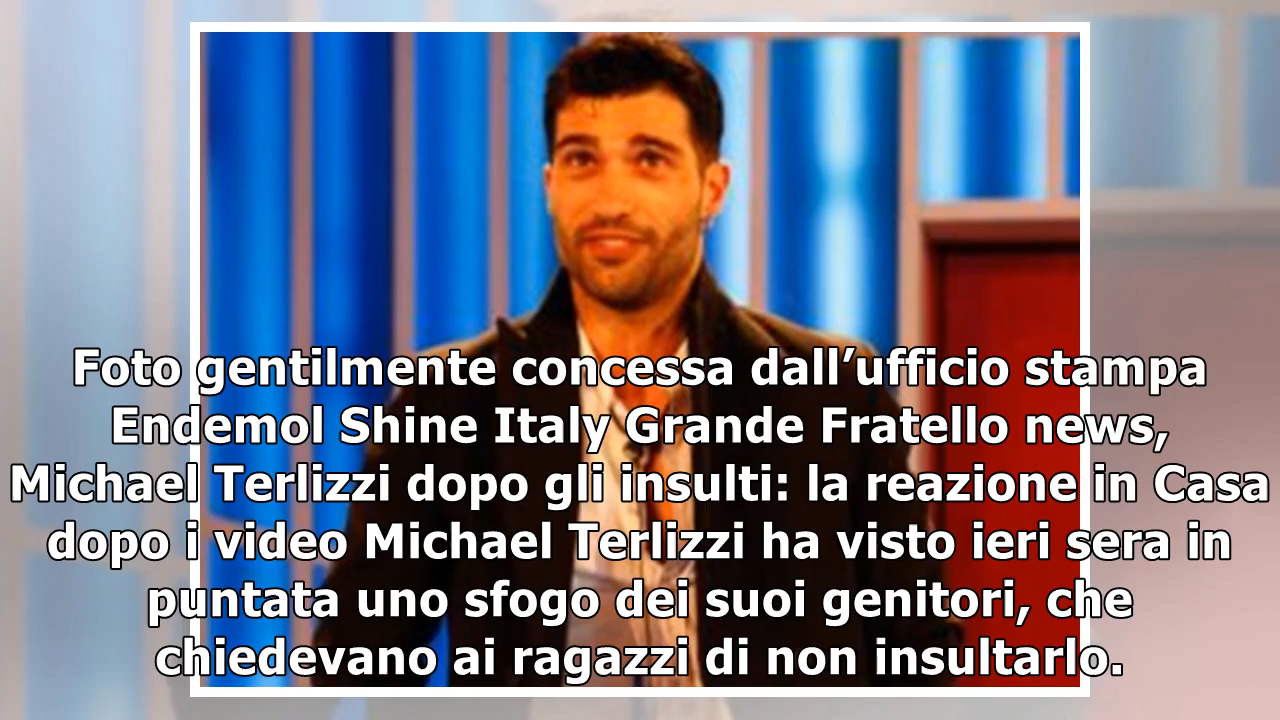 Foto gentilmente concessa dall’ufficio stampa
Endemol Shine Italy Grande Fratello news,
Michael Terlizzi dopo gli insulti: la reazione in Casa
dopo i video Michael Terlizzi ha visto ieri sera in
puntata uno sfogo dei suoi genitori, che
chiedevano ai ragazzi di non insultarlo.